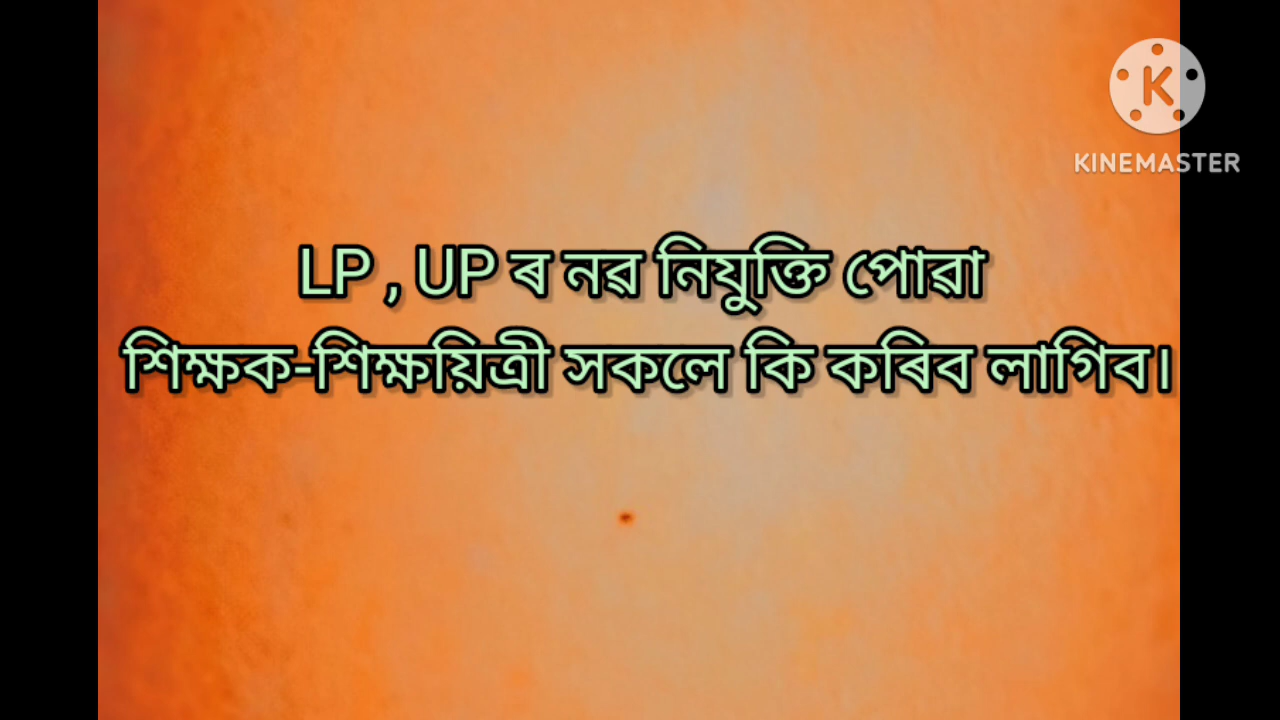 K
KINEMASTER
LP , UP ৰ নৱ নিযুক্তি পোৱা
শিক্ষক-শিক্ষয়িত্ৰী সকলে কি কৰিব লাগিব।